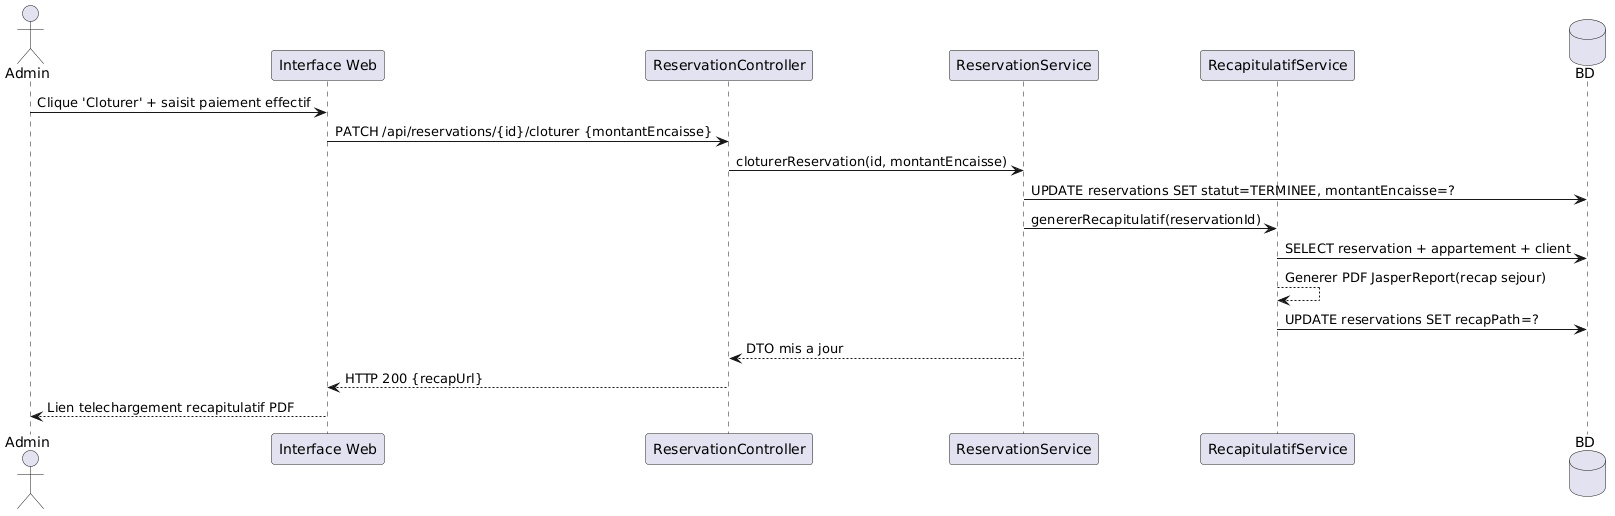 Admin
Interface Web
ReservationController
ReservationService
RecapitulatifService
BD
Clique 'Cloturer' + saisit paiement effectif
PATCH /api/reservations/{id}/cloturer {montantEncaisse}
cloturerReservation(id, montantEncaisse)
UPDATE reservations SET statut=TERMINEE, montantEncaisse=?
genererRecapitulatif(reservationId)
SELECT reservation + appartement + client
Generer PDF JasperReport(recap sejour)
UPDATE reservations SET recapPath=?
DTO mis a jour
HTTP 200 {recapUrl}
Lien telechargement recapitulatif PDF
Admin
Interface Web
ReservationController
ReservationService
RecapitulatifService
BD